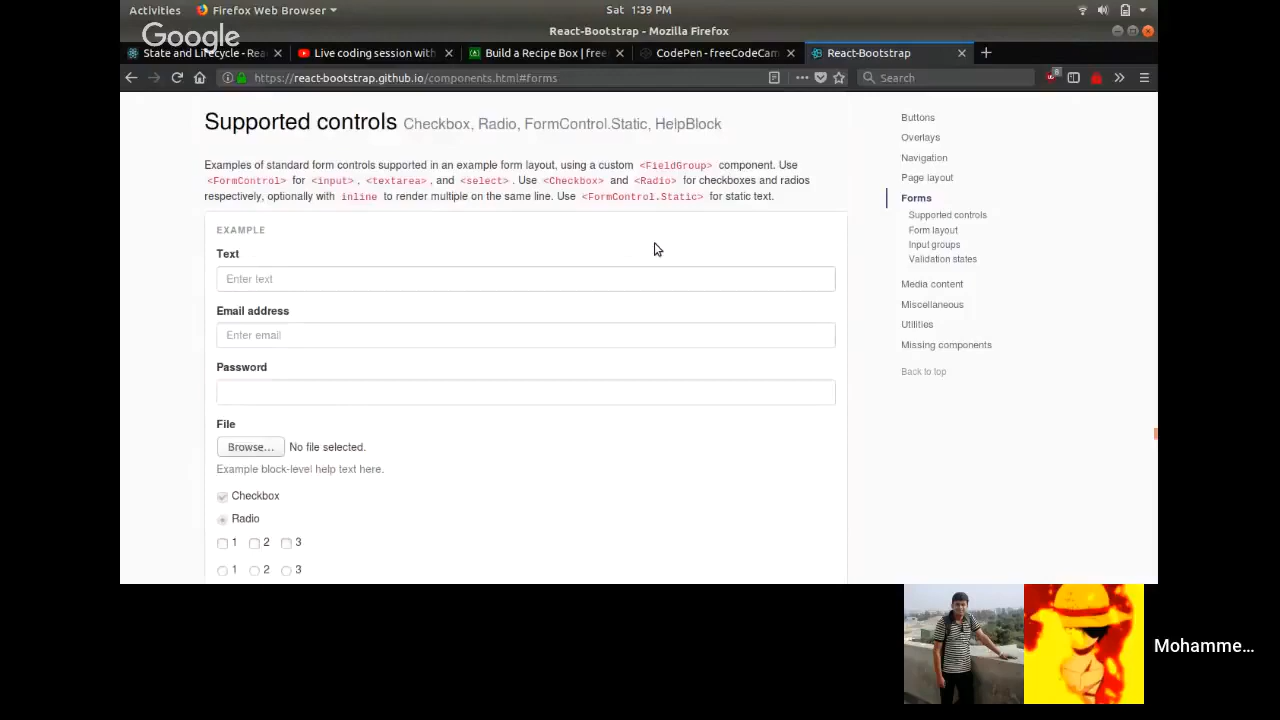 Activities Firefox Web Browser Sat 1:39 PM
React-Bootstrap - Mozilla Firefox
Google
State and Lifecycle - Rea Live coding session with Build a Recipe Box | free CodePen - freeCodeCam React-Bootstrap
https://react-bootstrap.github.io/components.html#forms Search 8
Supported controls Checkbox, Radio, FormControl.Static, HelpBlock
Examples of standard form controls supported in an example form layout, using a custom <FieldGroup> component. Use
<FormControl> for <input>, <textarea>, and <select>. Use <Checkbox> and <Radio> for checkboxes and radios
respectively, optionally with inline to render multiple on the same line. Use <FormControl.Static> for static text.
EXAMPLE
Text
Enter text
Email address
Enter email
Password
File
Browse... No file selected.
Example block-level help text here.
Checkbox
Radio
1 2 3
1 2 3
Buttons
Overlays
Navigation
Page layout
Forms
Supported controls
Form layout
Input groups
Validation states
Media content
Miscellaneous
Utilities
Missing components
Back to top
Mohamme...